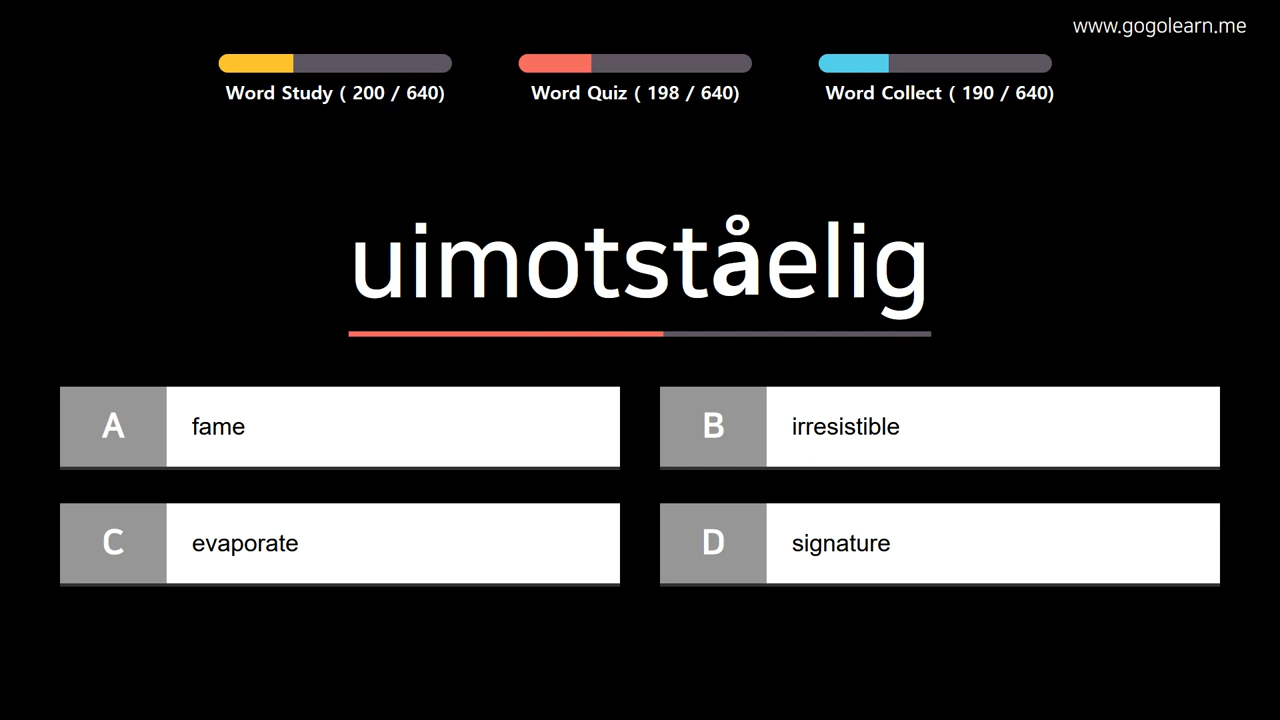 www.gogolearn.me
Word Study ( 200 / 640)
Word Quiz ( 198 / 640)
Word Collect ( 190 / 640)
uimotståelig
A fame
B irresistible
C evaporate
D signature